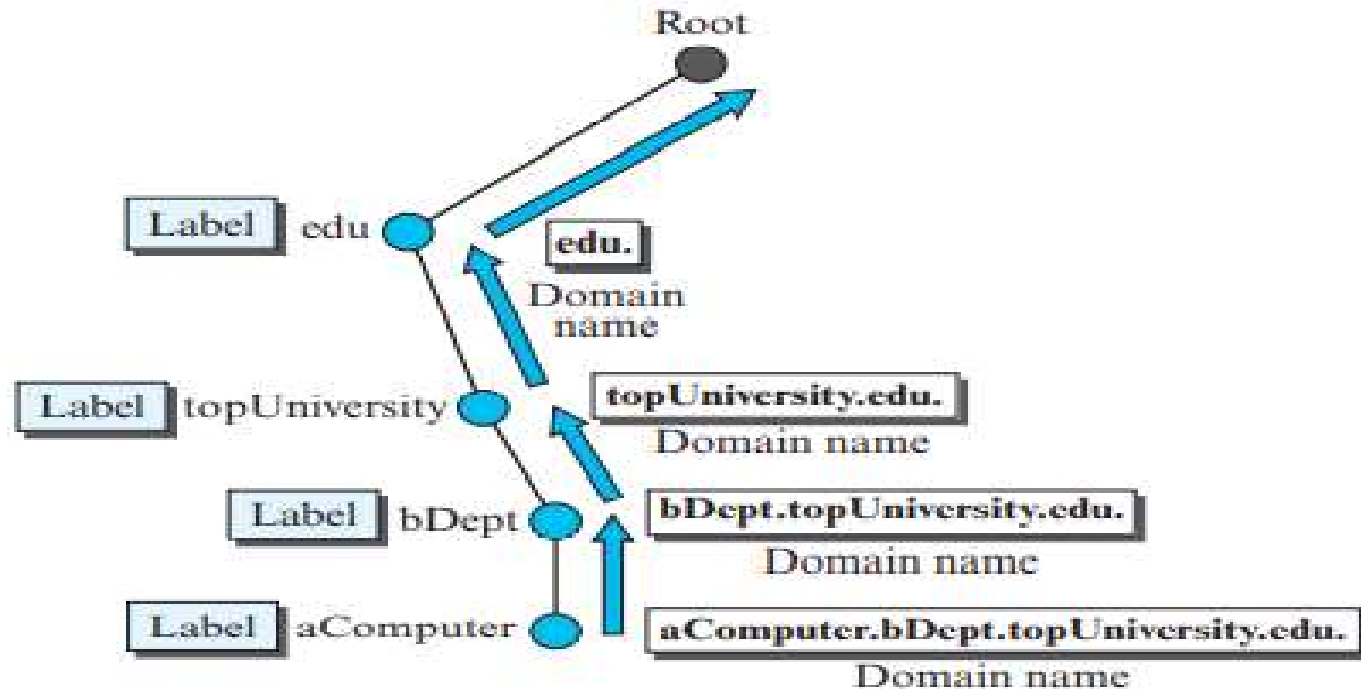 Root
Label edu
edu.
Domain
name
Label topUniversity
topUniversity.edu.
Domain name
Label bDept
bDept.topUniversity.edu.
Domain name
Label aComputer
aComputer.bDept.topUniversity.edu.
Domain name